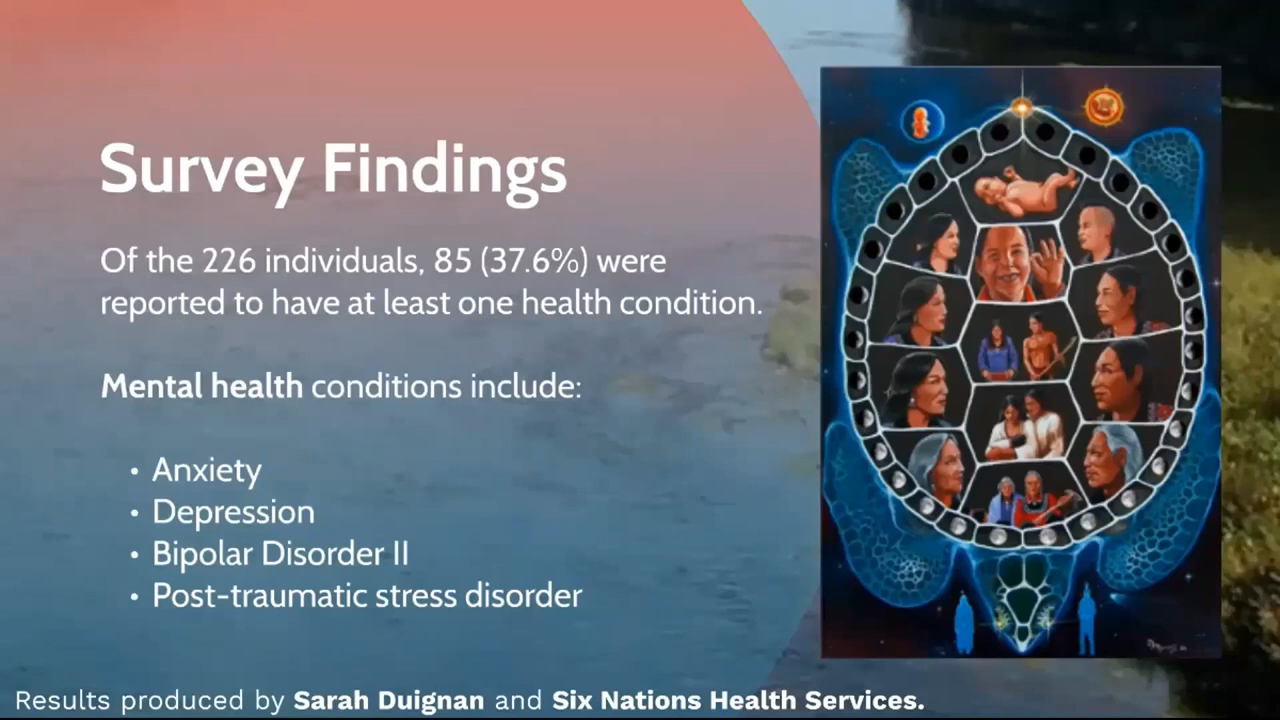 Survey Findings
Of the 226 individuals, 85 (37.6%) were
reported to have at least one health condition.
Mental health conditions include:
• Anxiety
• Depression
• Bipolar Disorder II
• Post-traumatic stress disorder
Results produced by Sarah Duignan and Six Nations Health Services.